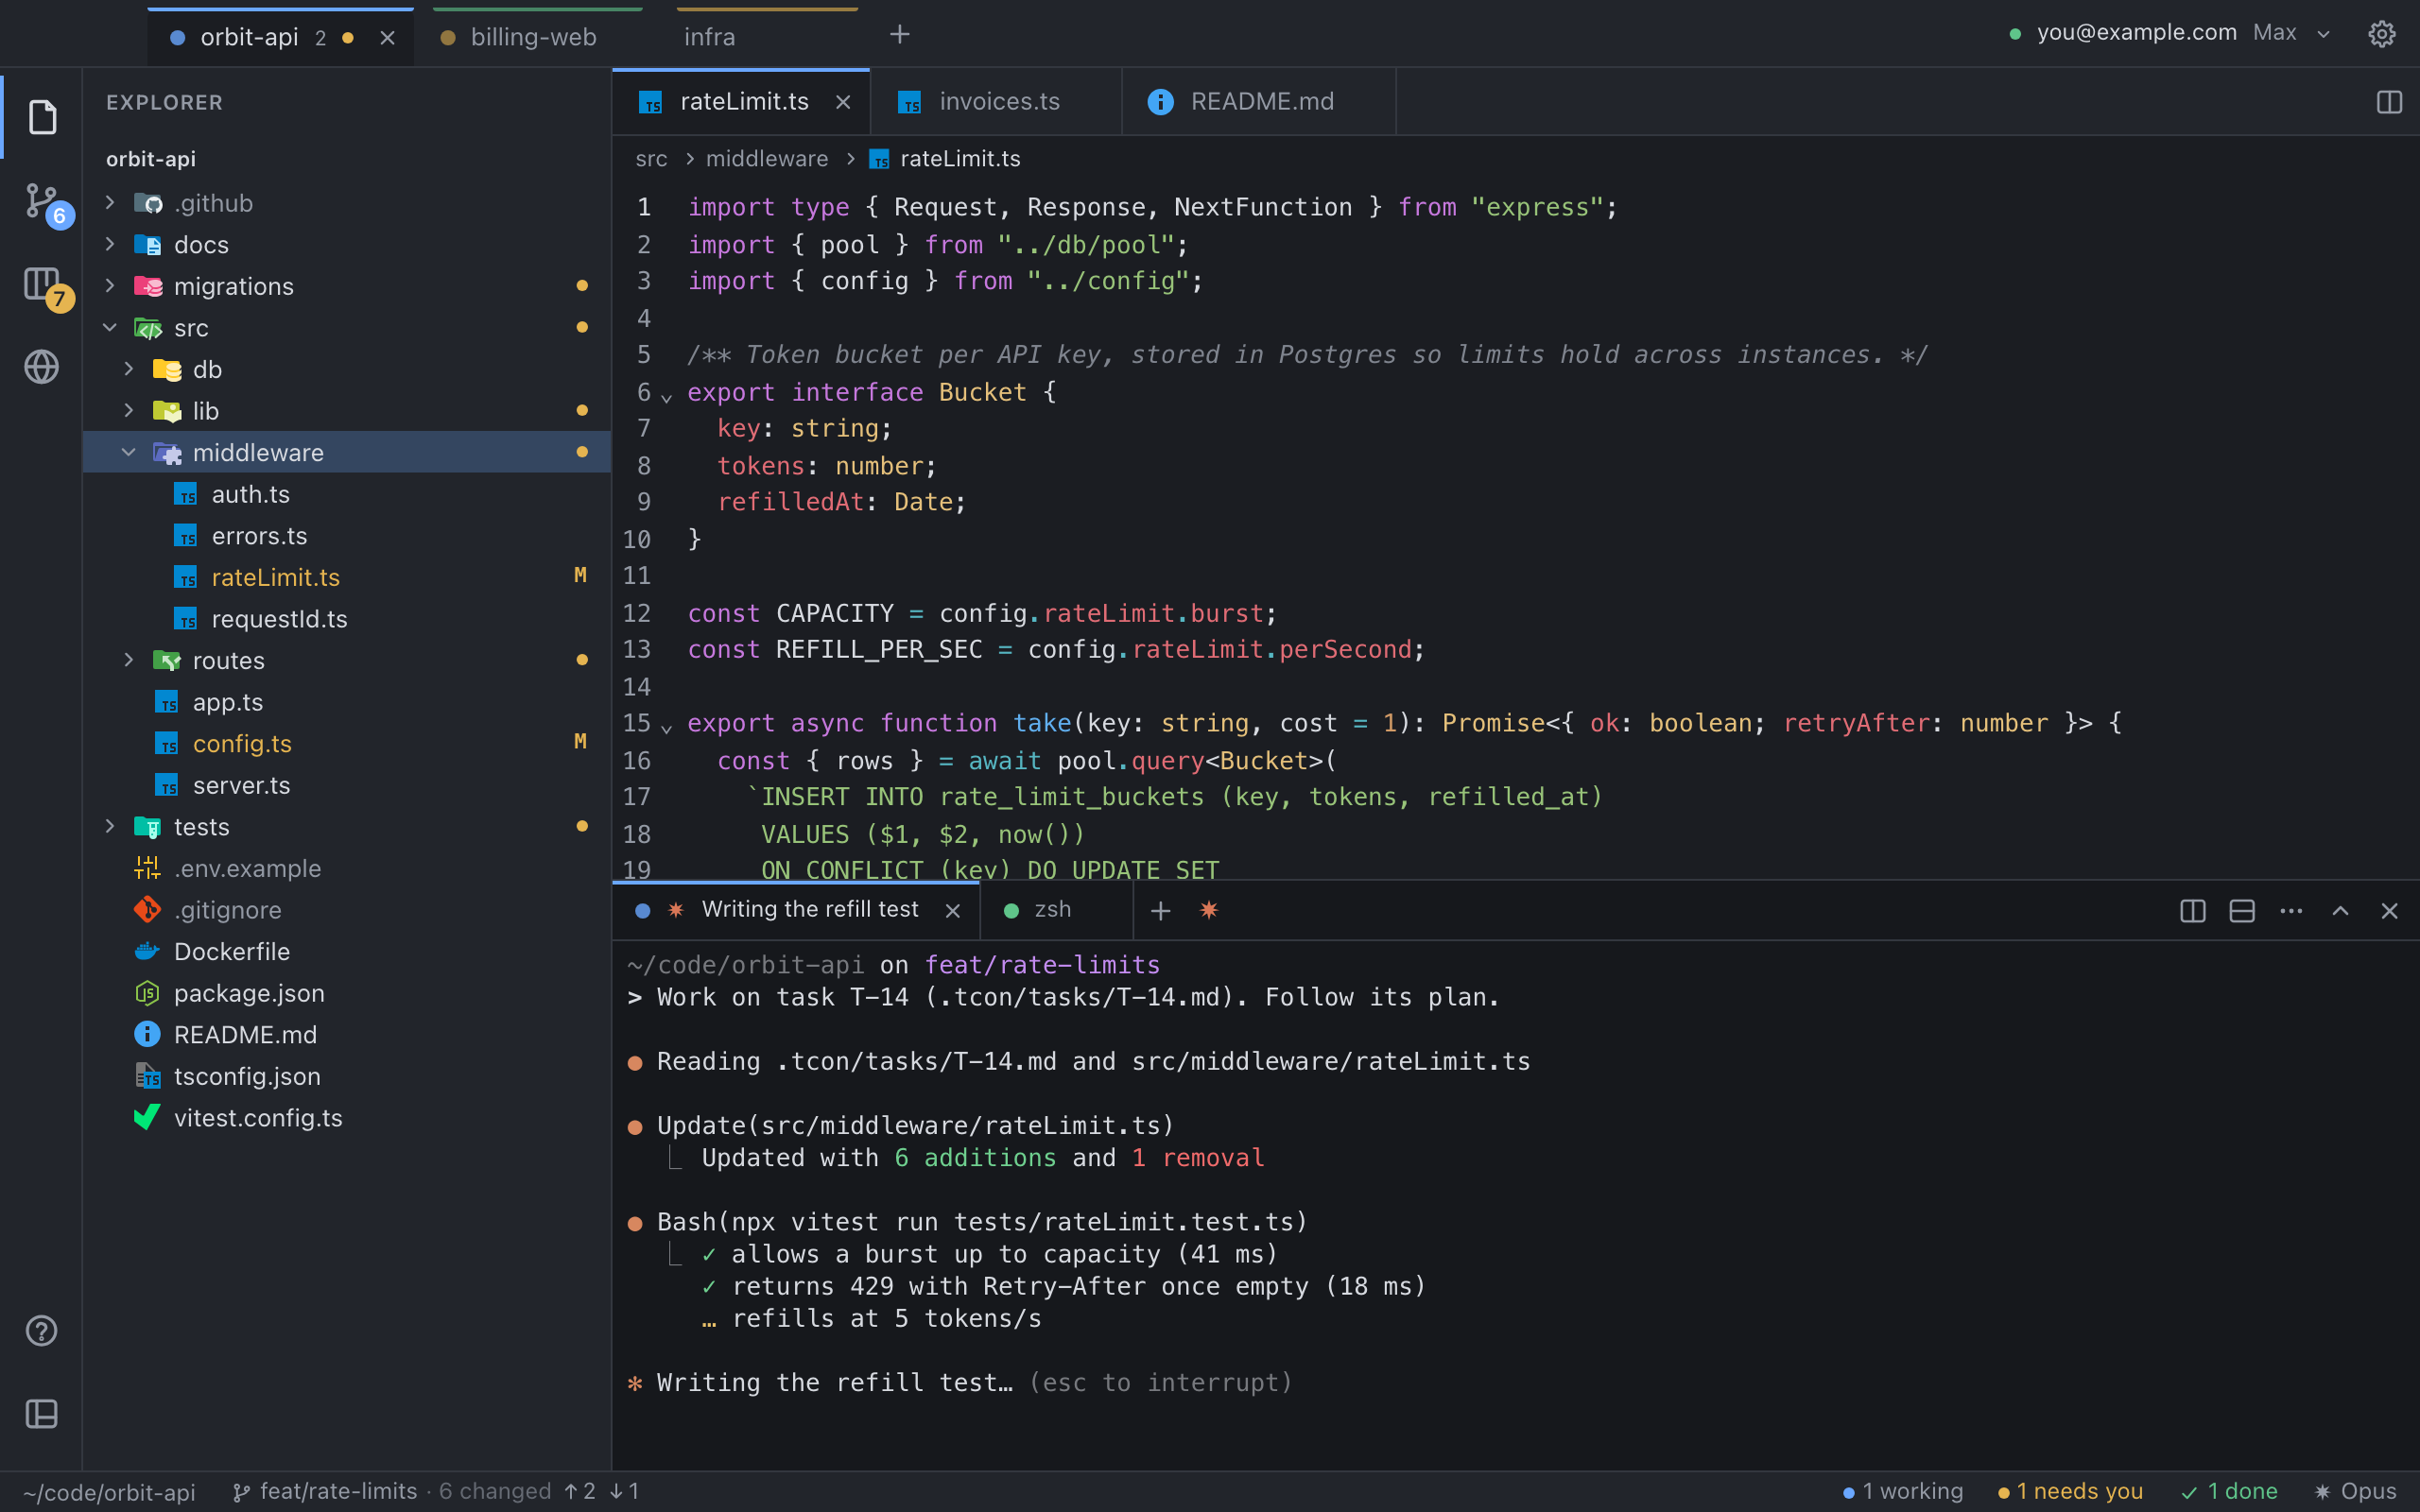 orbit-api 2
billing-web
infra
you@example.com Max
EXPLORER
orbit-api
.github
docs
migrations
src
db
lib
middleware
auth.ts
errors.ts
rateLimit.ts M
requestId.ts
routes
app.ts
config.ts M
server.ts
tests
.env.example
.gitignore
Dockerfile
package.json
README.md
tsconfig.json
vitest.config.ts
6
7
TS rateLimit.ts
TS invoices.ts
README.md
src > middleware > TS rateLimit.ts
1 import type { Request, Response, NextFunction } from "express";
2 import { pool } from "../db/pool";
3 import { config } from "../config";
4
5 /** Token bucket per API key, stored in Postgres so limits hold across instances. */
6 export interface Bucket {
7 key: string;
8 tokens: number;
9 refilledAt: Date;
10 }
11
12 const CAPACITY = config.rateLimit.burst;
13 const REFILL_PER_SEC = config.rateLimit.perSecond;
14
15 export async function take(key: string, cost = 1): Promise<{ ok: boolean; retryAfter: number }> {
16 const { rows } = await pool.query<Bucket>(
17 `INSERT INTO rate_limit_buckets (key, tokens, refilled_at)
18 VALUES ($1, $2, now())
19 ON CONFLICT (key) DO UPDATE SET
Writing the refill test
zsh
~/code/orbit-api on feat/rate-limits
> Work on task T-14 (.tcon/tasks/T-14.md). Follow its plan.
● Reading .tcon/tasks/T-14.md and src/middleware/rateLimit.ts
● Update(src/middleware/rateLimit.ts)
⎿ Updated with 6 additions and 1 removal
● Bash(npx vitest run tests/rateLimit.test.ts)
⎿ ✓ allows a burst up to capacity (41 ms)
✓ returns 429 with Retry-After once empty (18 ms)
… refills at 5 tokens/s
✻ Writing the refill test… (esc to interrupt)
~/code/orbit-api feat/rate-limits · 6 changed ↑2 ↓1
1 working 1 needs you ✓ 1 done Opus